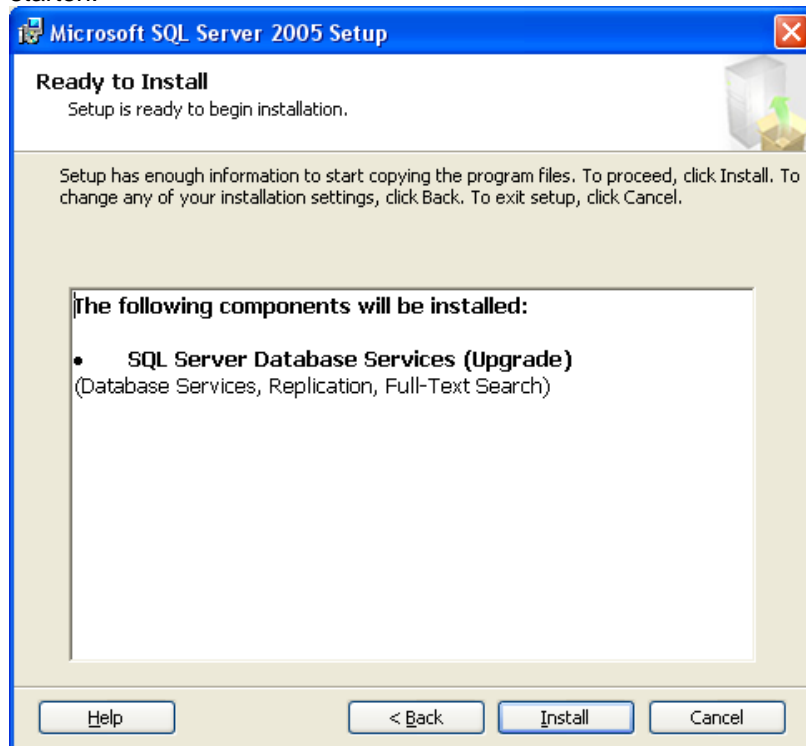 Microsoft SQL Server 2005 Setup
Ready to Install
Setup is ready to begin installation.
Setup has enough information to start copying the program files. To proceed, click Install. To
change any of your installation settings, click Back. To exit setup, click Cancel.
The following components will be installed:
• SQL Server Database Services (Upgrade)
(Database Services, Replication, Full-Text Search)
Help
< Back
Install
Cancel